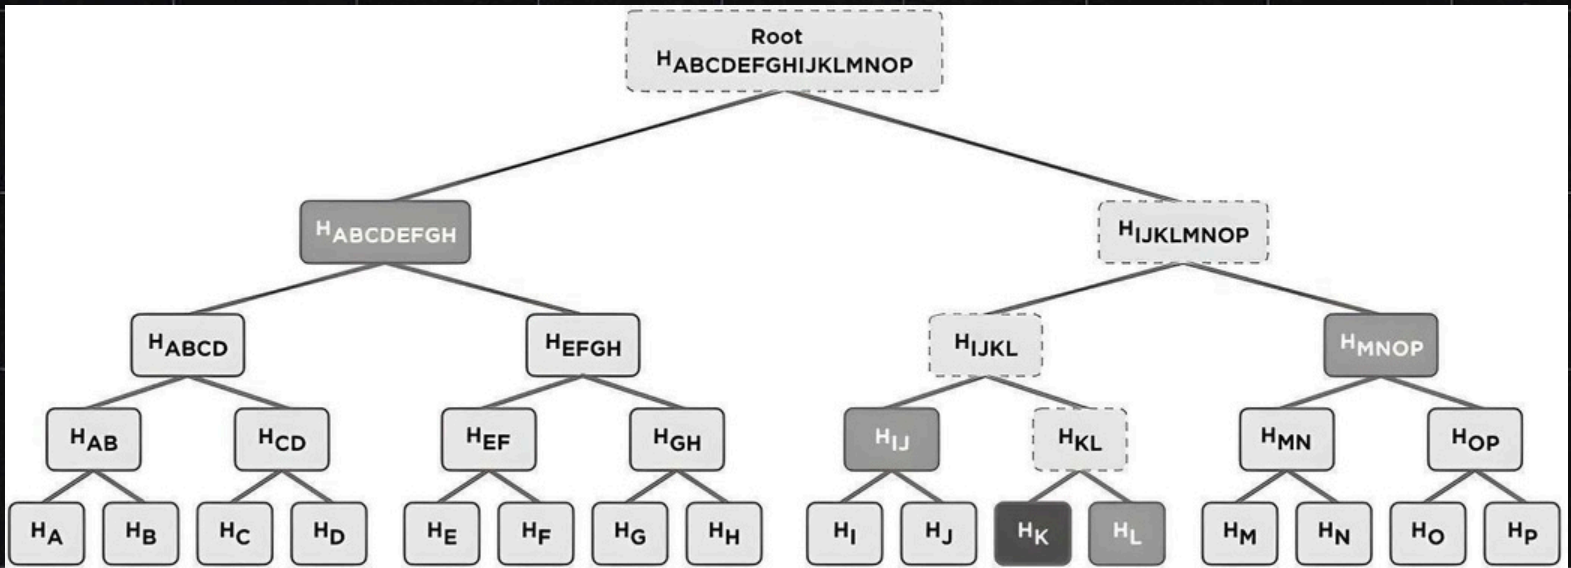 Root
HABCDEFGHIJKLMNOP
HABCDEFGH
HIJKLMNOP
HABCD
HEFGH
HIJKL
HMNOP
HAB
HCD
HEF
HGH
HIJ
HKL
HMN
HOP
HA
HB
HC
HD
HE
HF
HG
HH
HI
HJ
HK
HL
HM
HN
HO
HP